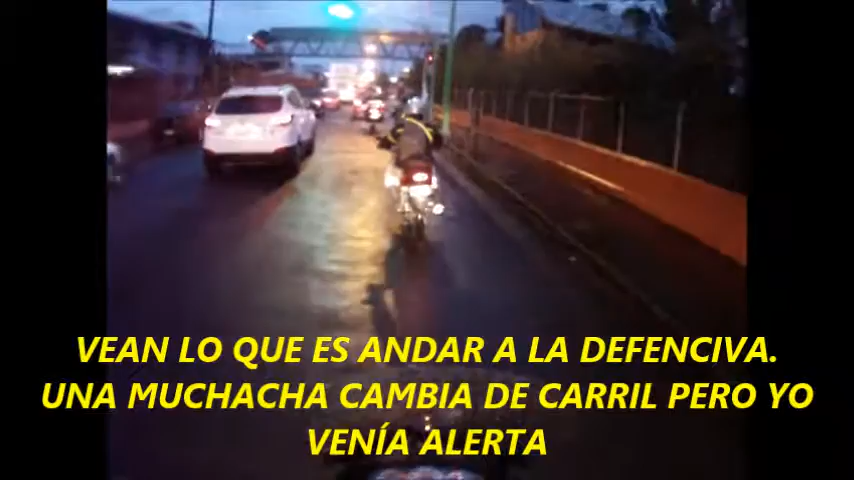 VEAN LO QUE ES ANDAR A LA DEFENCIVA.
UNA MUCHACHA CAMBIA DE CARRIL PERO YO
VENÍA ALERTA